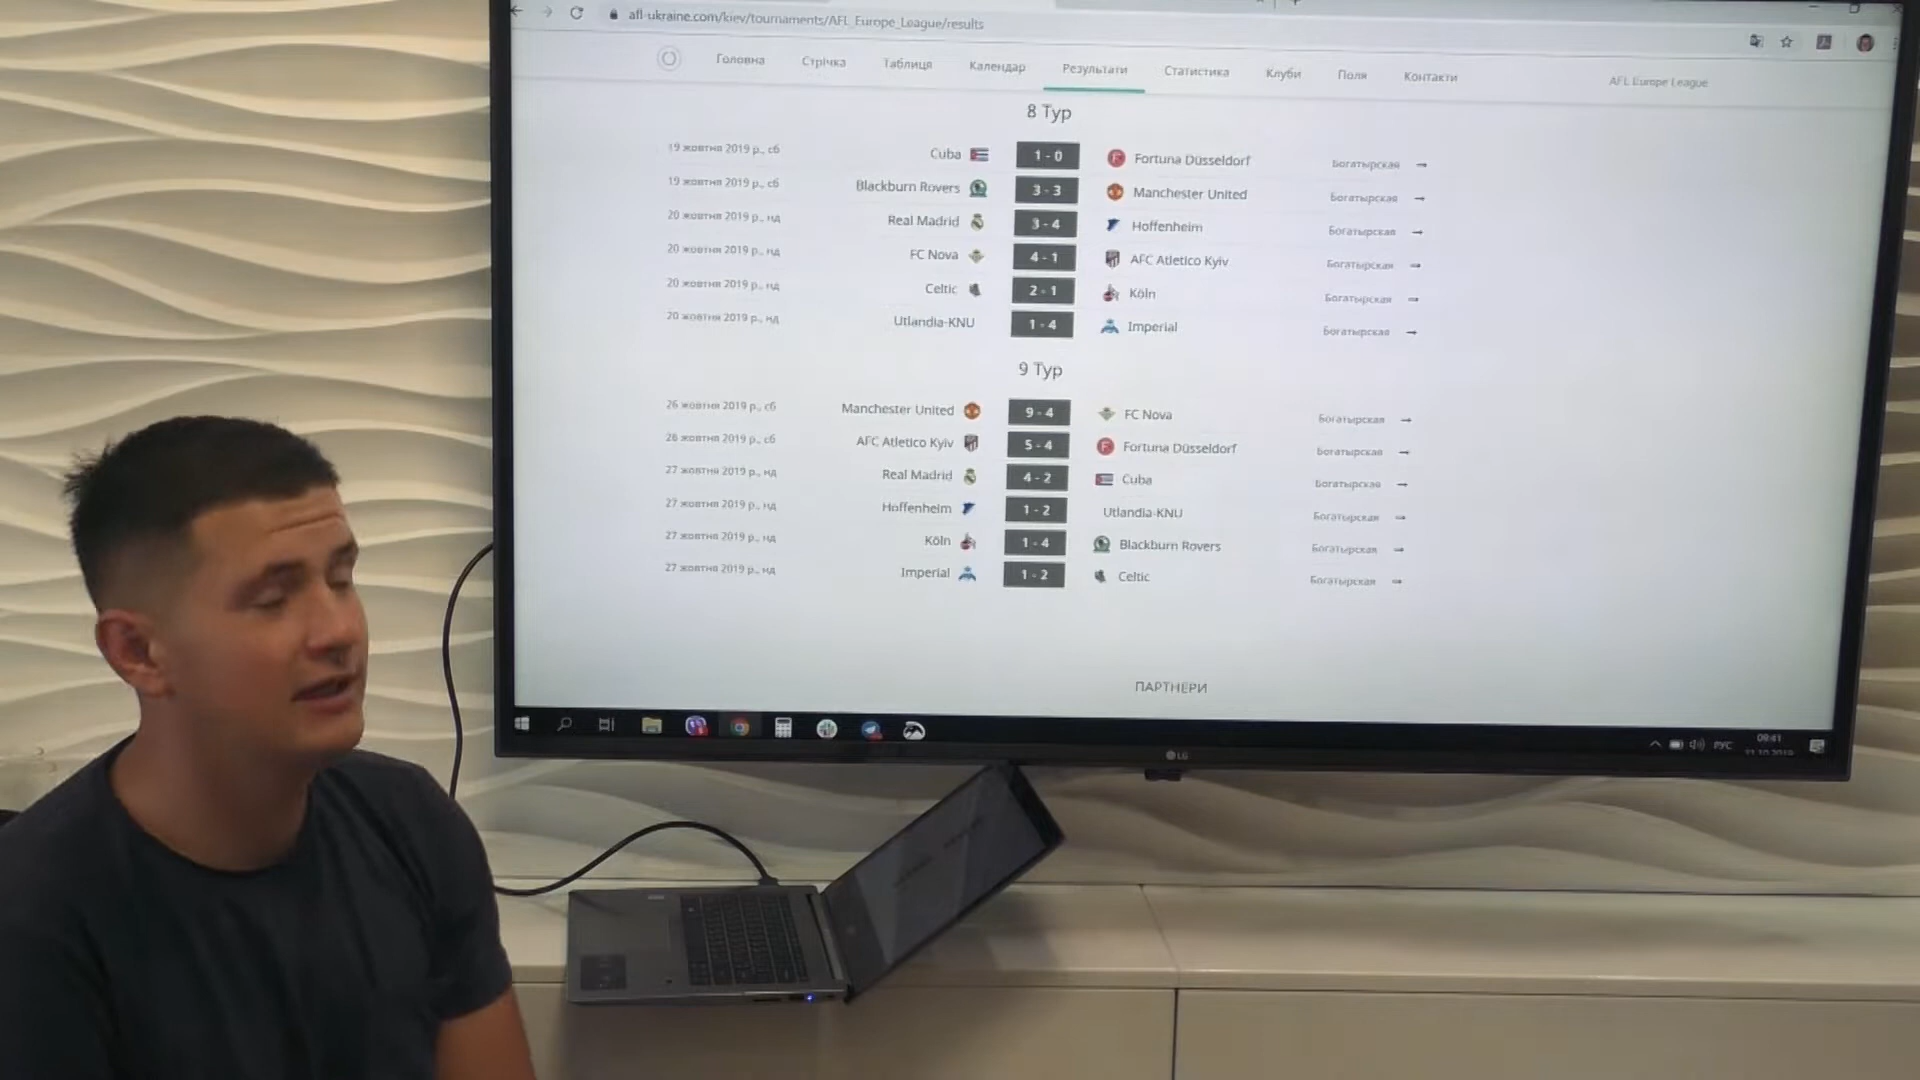 afl-ukraine.com/kiev/tournaments/AFL_Europe_League/results
Головна Стрічка Таблиця Календар Результати Статистика Клуби Поля Контакти AFL Europe League
8 Тур
19 жовтня 2019 р., сб Cuba 1 - 0 Fortuna Düsseldorf Богатырская →
19 жовтня 2019 р., сб Blackburn Rovers 3 - 3 Manchester United Богатырская →
20 жовтня 2019 р., нд Real Madrid 3 - 4 Hoffenheim Богатырская →
20 жовтня 2019 р., нд FC Nova 4 - 1 AFC Atletico Kyiv Богатырская →
20 жовтня 2019 р., нд Celtic 2 - 1 Köln Богатырская →
20 жовтня 2019 р., нд Utlandia-KNU 1 - 4 Imperial Богатырская →
9 Тур
26 жовтня 2019 р., сб Manchester United 9 - 4 FC Nova Богатырская →
26 жовтня 2019 р., сб AFC Atletico Kyiv 5 - 4 Fortuna Düsseldorf Богатырская →
27 жовтня 2019 р., нд Real Madrid 4 - 2 Cuba Богатырская →
27 жовтня 2019 р., нд Hoffenheim 1 - 2 Utlandia-KNU Богатырская →
27 жовтня 2019 р., нд Köln 1 - 4 Blackburn Rovers Богатырская →
27 жовтня 2019 р., нд Imperial 1 - 2 Celtic Богатырская →
ПАРТНЕРИ
РУС
09:41
LG